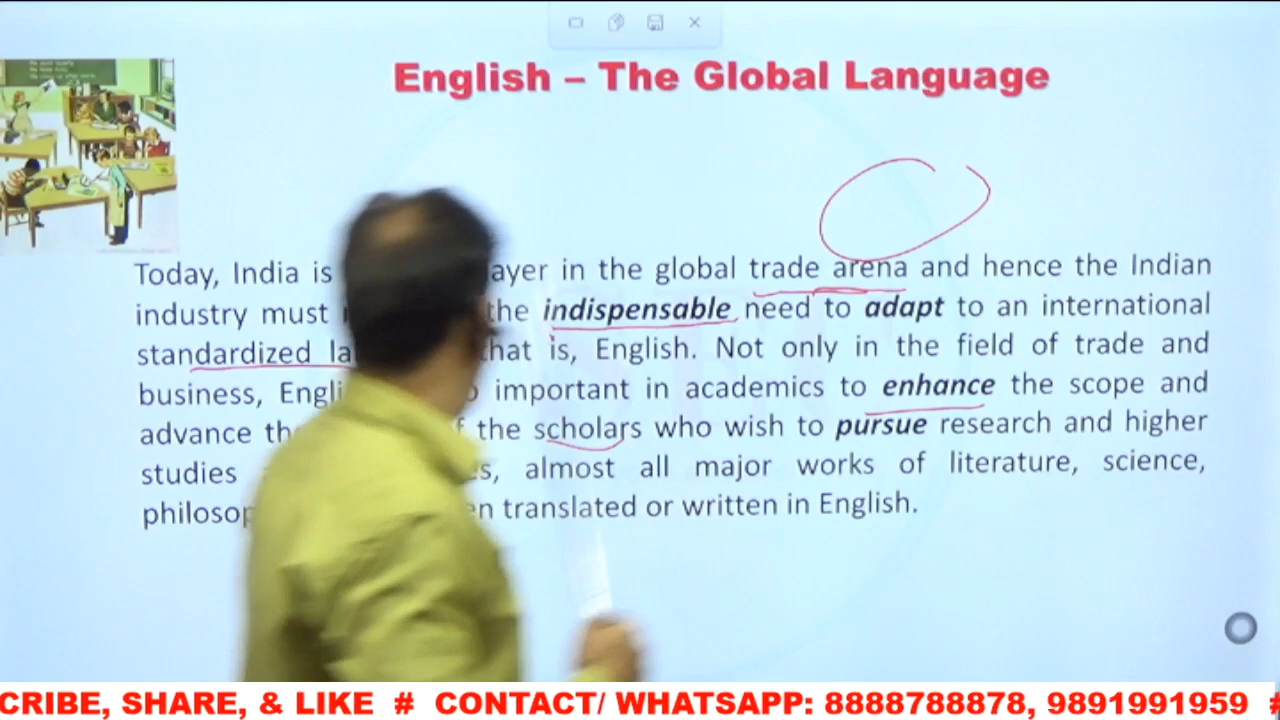 English – The Global Language
Today, India is ayer in the global trade arena and hence the Indian
industry must the indispensable need to adapt to an international
standardized la hat is, English. Not only in the field of trade and
business, Engli important in academics to enhance the scope and
advance the f the scholars who wish to pursue research and higher
studies s, almost all major works of literature, science,
philosop en translated or written in English.
CRIBE, SHARE, & LIKE # CONTACT/ WHATSAPP: 8888788878, 9891991959 #